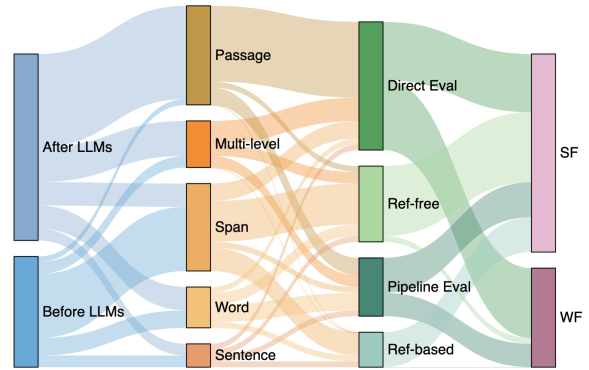 Passage
Direct Eval
After LLMs
Multi-level
SF
Ref-free
Span
Pipeline Eval
Before LLMs
Word
WF
Ref-based
Sentence